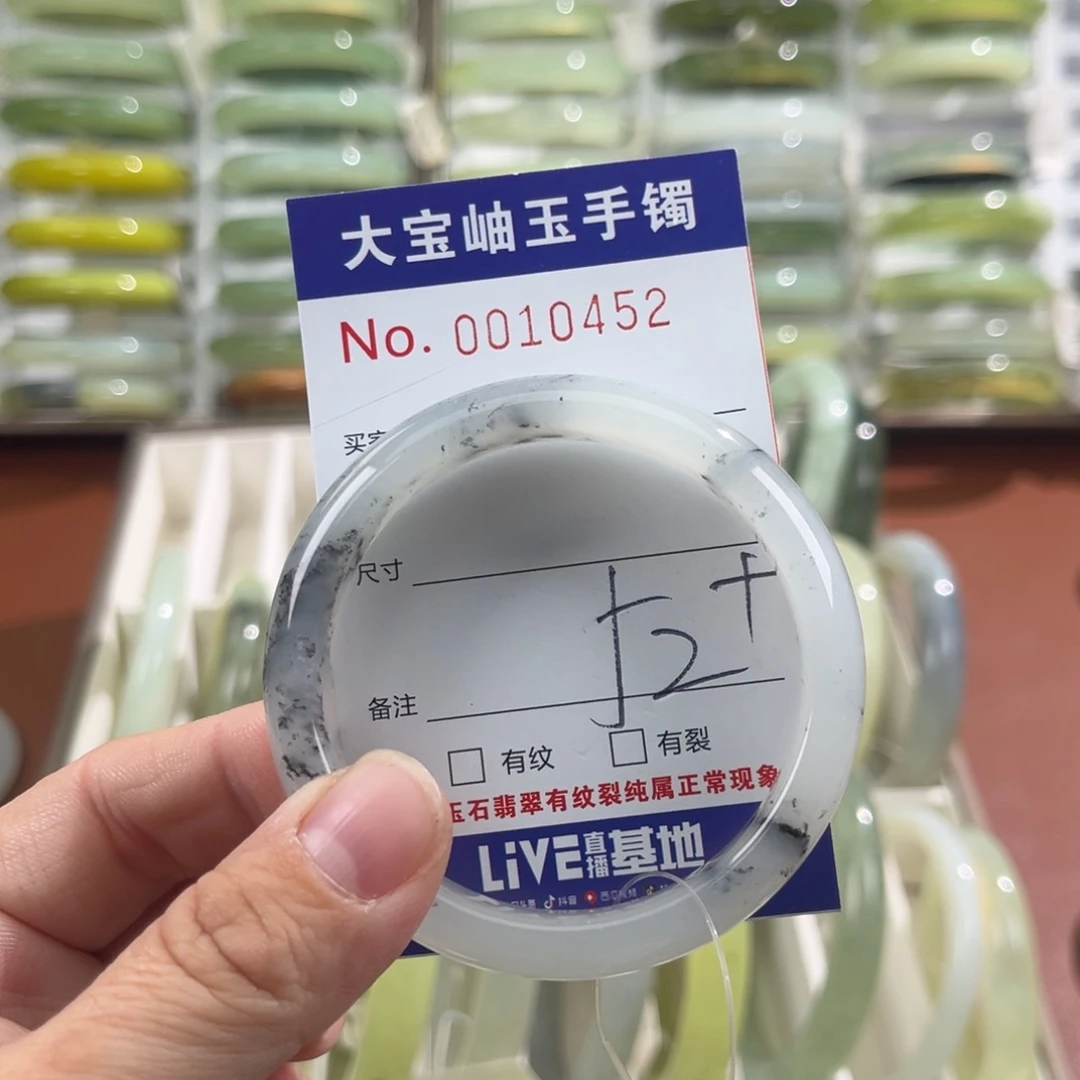 大宝岫玉手镯
No. 0010452
尺寸
52+
备注
□ 有纹 □ 有裂
玉石翡翠有纹裂纯属正常现象
LiVE直播基地
抖音